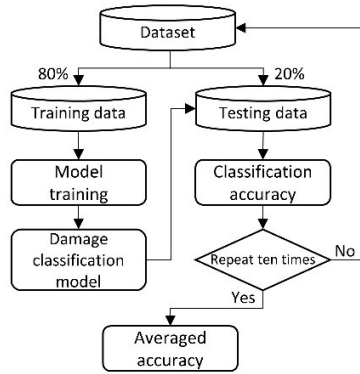 Dataset
80%
20%
Training data
Testing data
Model
training
Classification
accuracy
Damage
classification
model
Repeat ten times
No
Yes
Averaged
accuracy